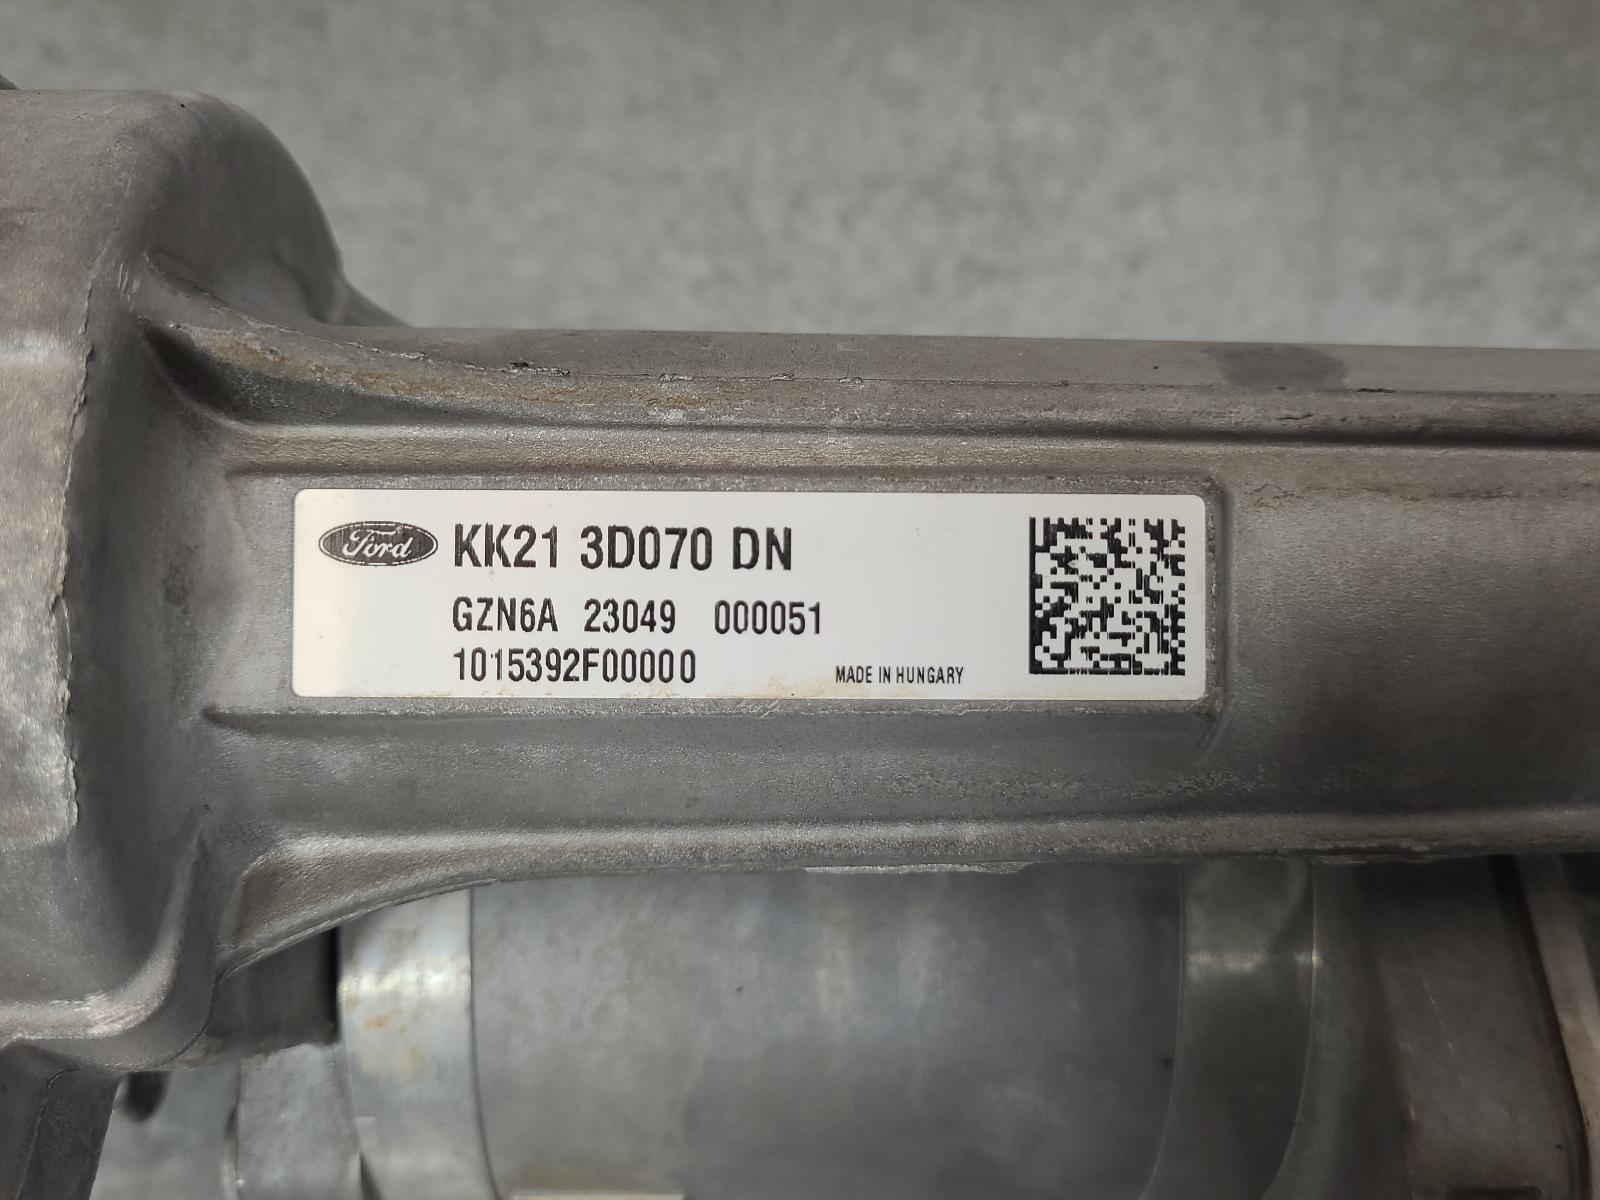 Ford KK21 3D070 DN
GZN6A 23049 000051
1015392F00000 MADE IN HUNGARY